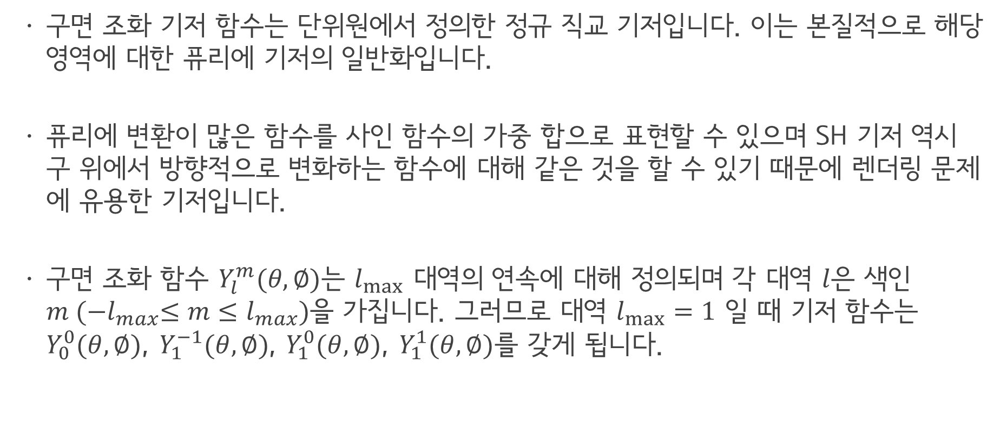 · 구면 조화 기저 함수는 단위원에서 정의한 정규 직교 기저입니다. 이는 본질적으로 해당
영역에 대한 퓨리에 기저의 일반화입니다.
· 퓨리에 변환이 많은 함수를 사인 함수의 가중 합으로 표현할 수 있으며 SH 기저 역시
구 위에서 방향적으로 변화하는 함수에 대해 같은 것을 할 수 있기 때문에 렌더링 문제
에 유용한 기저입니다.
· 구면 조화 함수 $Y_l^m(\theta, \emptyset)$는 $l_{\max}$ 대역의 연속에 대해 정의되며 각 대역 $l$은 색인
$m$ $(-l_{max} \leq m \leq l_{max})$을 가집니다. 그러므로 대역 $l_{\max} = 1$ 일 때 기저 함수는
$Y_0^0(\theta, \emptyset)$, $Y_1^{-1}(\theta, \emptyset)$, $Y_1^0(\theta, \emptyset)$, $Y_1^1(\theta, \emptyset)$를 갖게 됩니다.